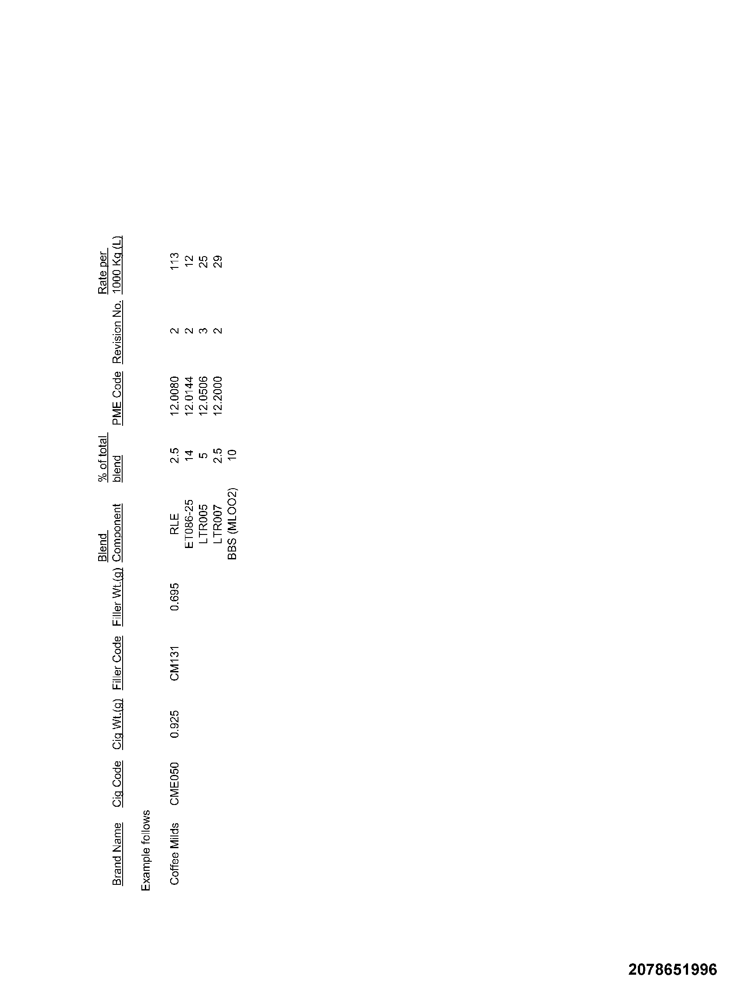 Blend % of total Rate per
Brand Name Cig Code Cig Wt.(g) Filler Code Filler Wt.(g) Component blend PME Code Revision No. 1000 Kg (L)
Example follows
Coffee Milds CME050 0.925 CM131 0.695 RLE 2.5 12.0080 2 113
ET086-25 14 12.0144 2 12
LTR005 5 12.0506 3 25
LTR007 2.5 12.2000 2 29
BBS (MLOO2) 10
2078651996